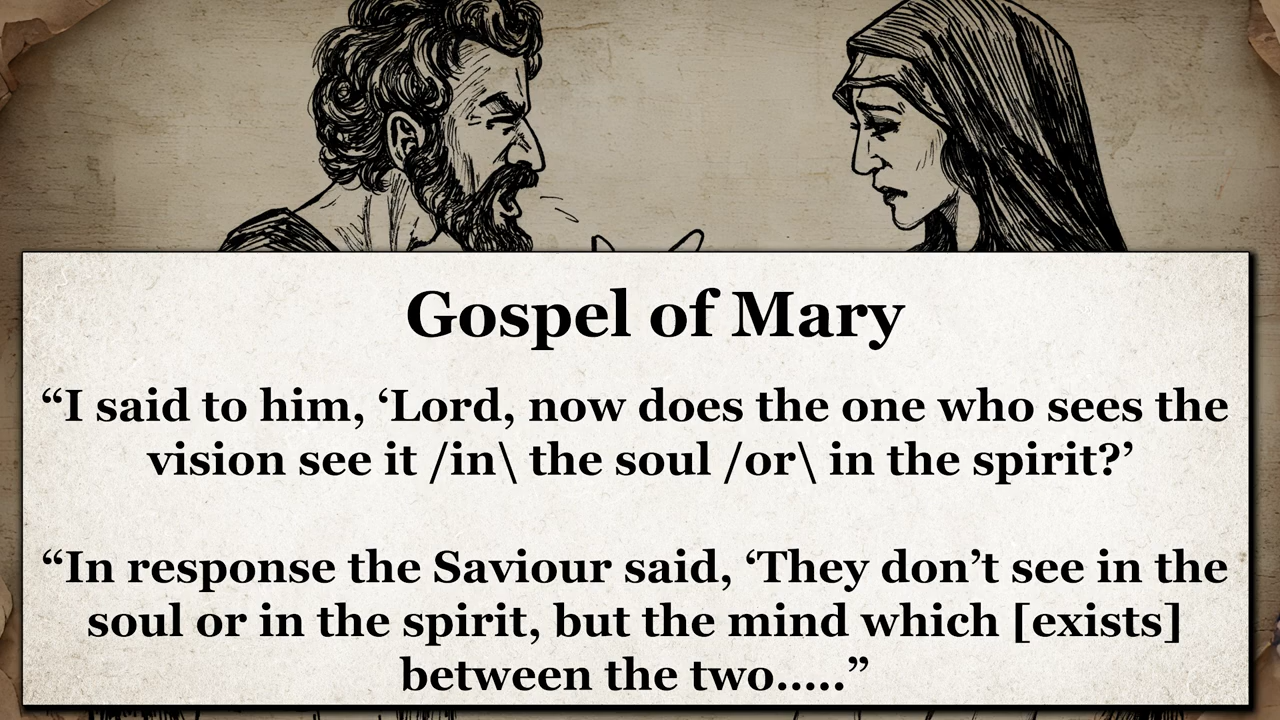 Gospel of Mary
“I said to him, ‘Lord, now does the one who sees the
vision see it /in\ the soul /or\ in the spirit?’
“In response the Saviour said, ‘They don’t see in the
soul or in the spirit, but the mind which [exists]
between the two.....”